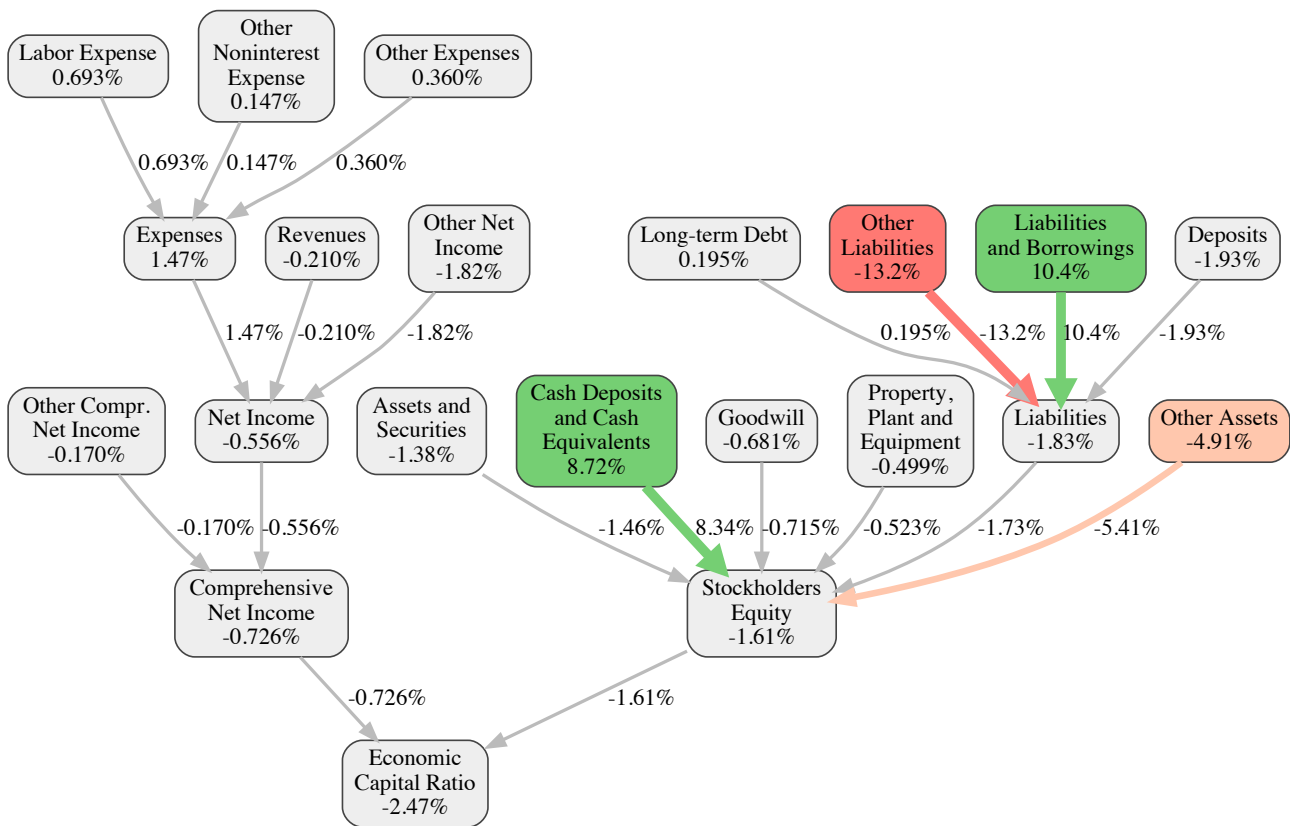 Labor Expense
0.693%
Other
Noninterest
Expense
0.147%
Other Expenses
0.360%
0.693%
0.147%
0.360%
Expenses
1.47%
Revenues
-0.210%
Other Net
Income
-1.82%
Long-term Debt
0.195%
Other
Liabilities
-13.2%
Liabilities
and Borrowings
10.4%
Deposits
-1.93%
1.47%
-0.210%
-1.82%
0.195%
-13.2%
10.4%
-1.93%
Other Compr.
Net Income
-0.170%
Net Income
-0.556%
Assets and
Securities
-1.38%
Cash Deposits
and Cash
Equivalents
8.72%
Goodwill
-0.681%
Property,
Plant and
Equipment
-0.499%
Liabilities
-1.83%
Other Assets
-4.91%
-0.170%
-0.556%
-1.46%
8.34%
-0.715%
-0.523%
-1.73%
-5.41%
Comprehensive
Net Income
-0.726%
Stockholders
Equity
-1.61%
-0.726%
-1.61%
Economic
Capital Ratio
-2.47%